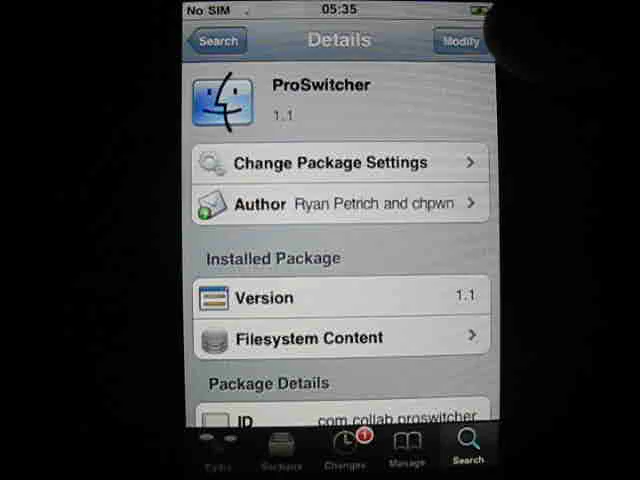 No SIM 05:35
Search Details Modify
ProSwitcher
1.1
Change Package Settings
Author Ryan Petrich and chpwn
Installed Package
Version 1.1
Filesystem Content
Package Details
ID com.collab.proswitcher
Cydia Sections Changes 1 Manage Search